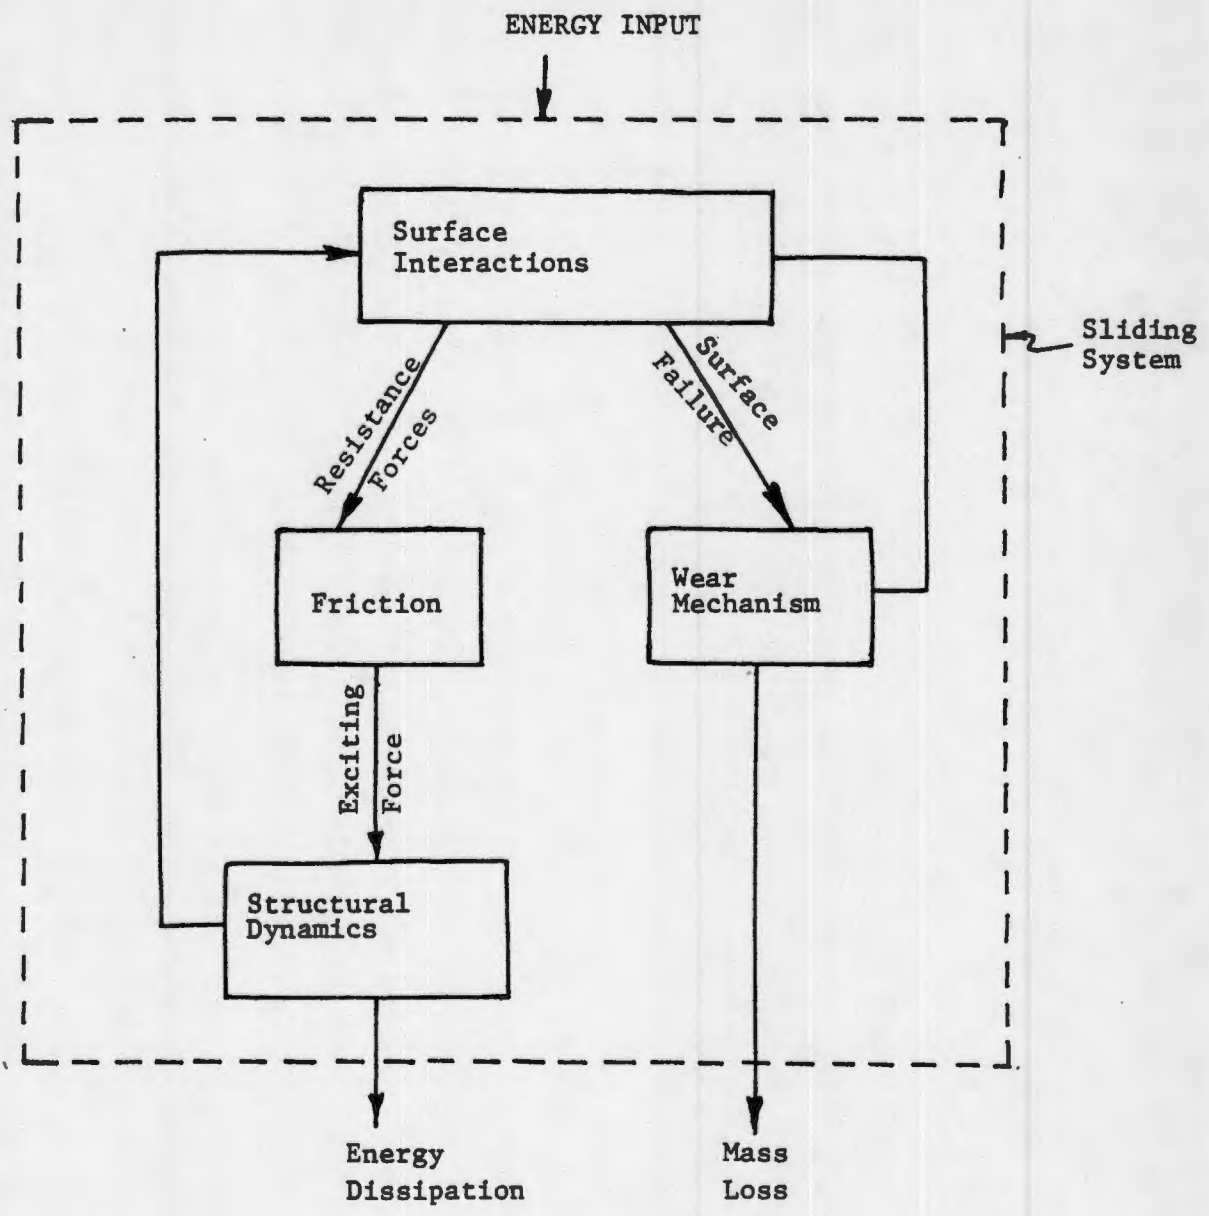 ENERGY INPUT
Surface
Interactions
Sliding
System
Resistance
Forces
Surface
Failure
Friction
Wear
Mechanism
Exciting
Force
Structural
Dynamics
Energy
Dissipation
Mass
Loss